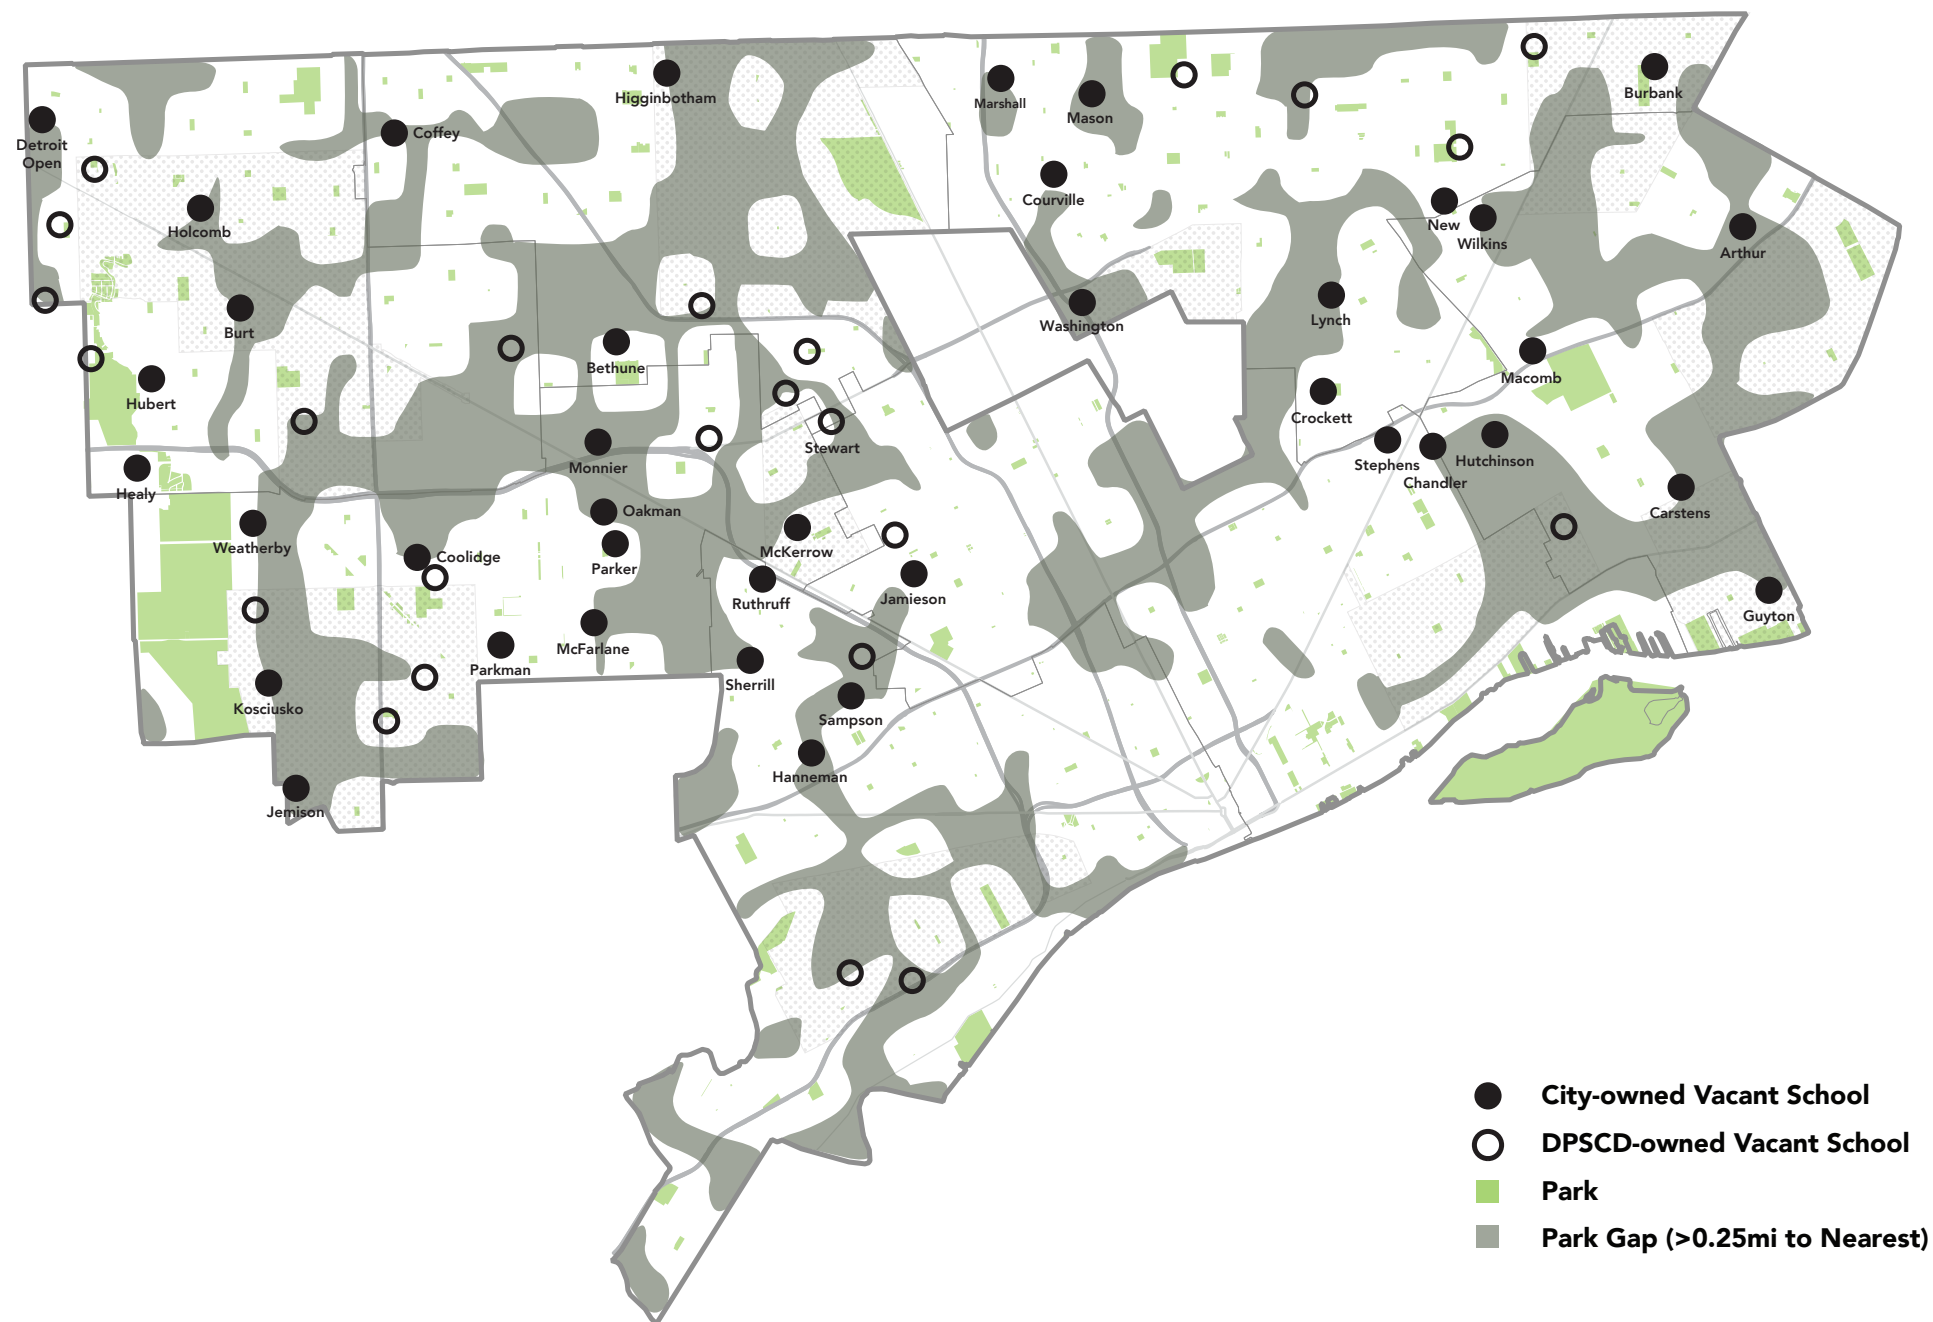 Higginbotham
Burbank
Marshall
Mason
Detroit
Open
Coffey
Courville
Holcomb
New
Wilkins
Arthur
Burt
Washington
Lynch
Bethune
Macomb
Hubert
Crockett
Stewart
Monnier
Stephens
Hutchinson
Chandler
Healy
Carstens
Oakman
Weatherby
McKerrow
Coolidge
Parker
Ruthruff
Jamieson
Guyton
McFarlane
Parkman
Sherrill
Kosciusko
Sampson
Hanneman
Jemison
City-owned Vacant School
DPSCD-owned Vacant School
Park
Park Gap (>0.25mi to Nearest)